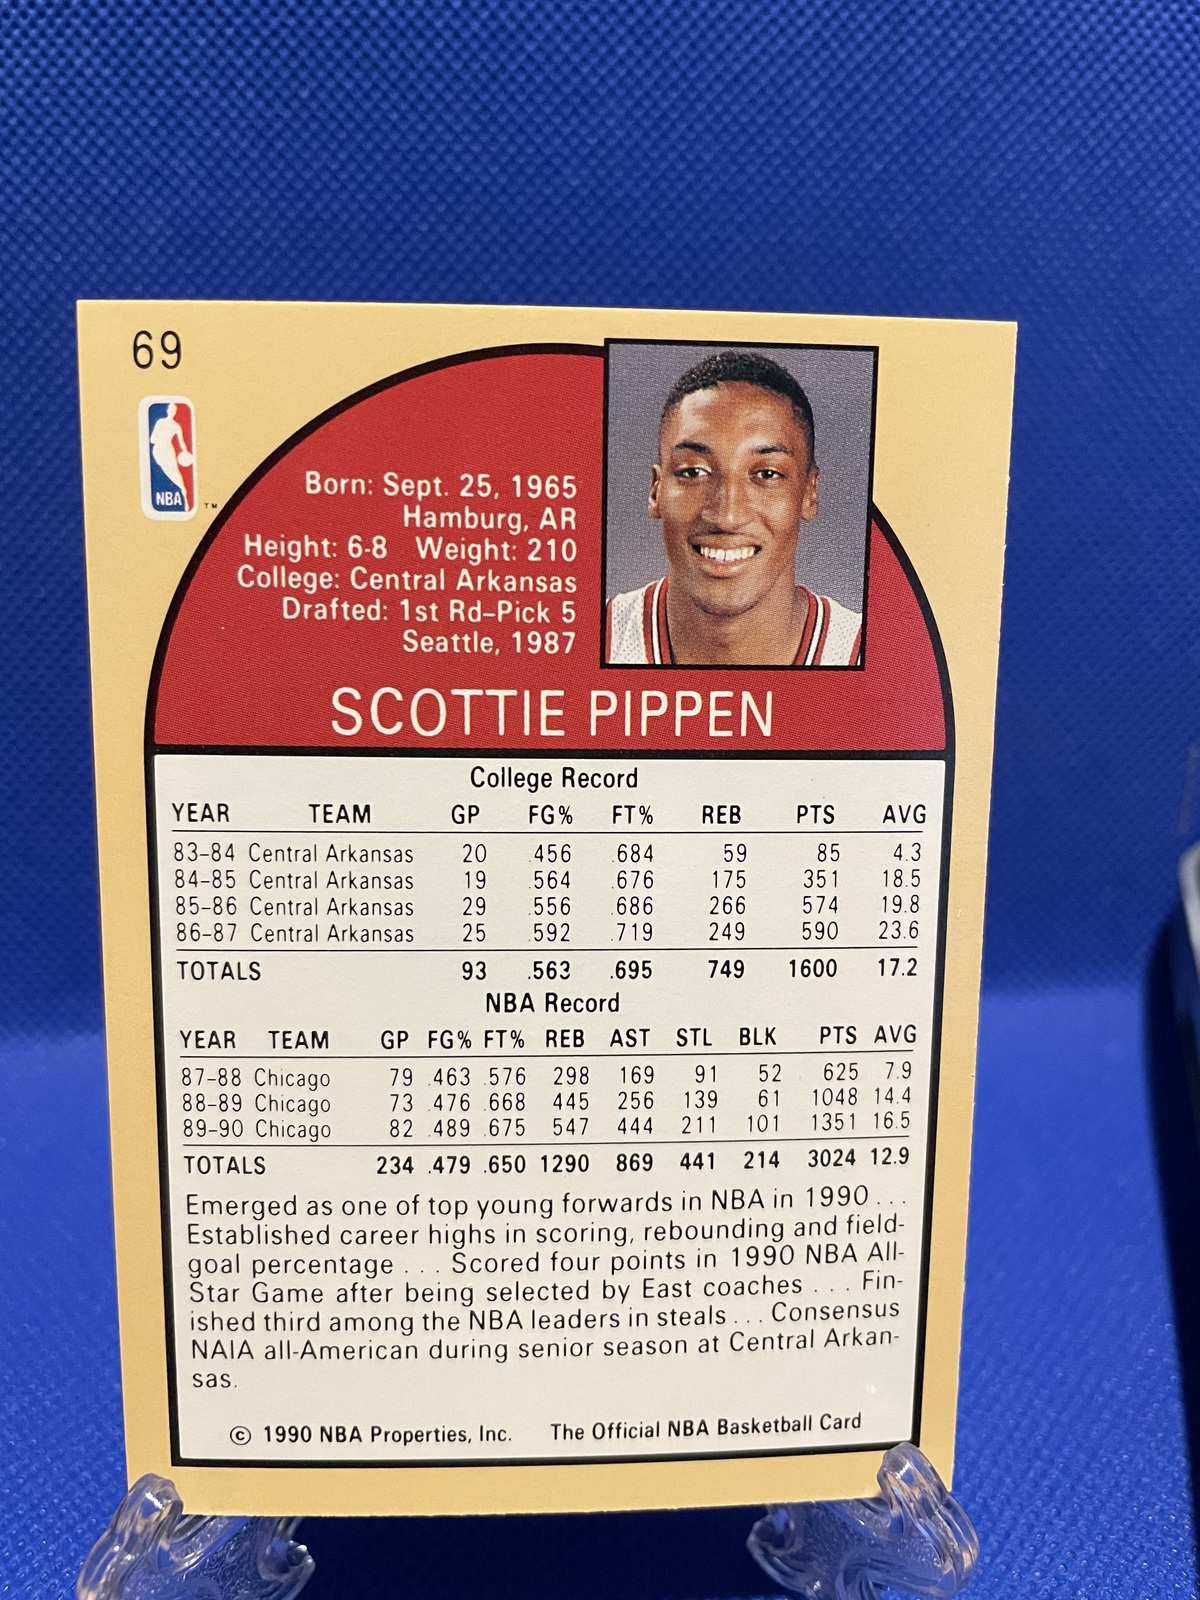 69
NBA
TM
Born: Sept. 25, 1965
Hamburg, AR
Height: 6-8 Weight: 210
College: Central Arkansas
Drafted: 1st Rd-Pick 5
Seattle, 1987
SCOTTIE PIPPEN
College Record
YEAR TEAM GP FG% FT% REB PTS AVG
83-84 Central Arkansas 20 .456 .684 59 85 4.3
84-85 Central Arkansas 19 .564 .676 175 351 18.5
85-86 Central Arkansas 29 .556 .686 266 574 19.8
86-87 Central Arkansas 25 .592 .719 249 590 23.6
TOTALS 93 .563 .695 749 1600 17.2
NBA Record
YEAR TEAM GP FG% FT% REB AST STL BLK PTS AVG
87-88 Chicago 79 .463 .576 298 169 91 52 625 7.9
88-89 Chicago 73 .476 .668 445 256 139 61 1048 14.4
89-90 Chicago 82 .489 .675 547 444 211 101 1351 16.5
TOTALS 234 .479 .650 1290 869 441 214 3024 12.9
Emerged as one of top young forwards in NBA in 1990 . . .
Established career highs in scoring, rebounding and field-
goal percentage . . . Scored four points in 1990 NBA All-
Star Game after being selected by East coaches . . . Fin-
ished third among the NBA leaders in steals . . . Consensus
NAIA all-American during senior season at Central Arkan-
sas.
© 1990 NBA Properties, Inc. The Official NBA Basketball Card